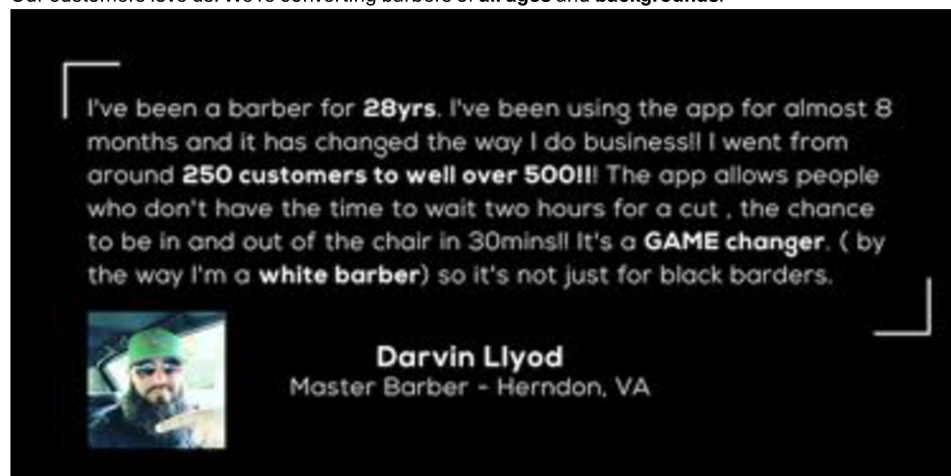 Our customers love us! We're converting barbers of all ages and backgrounds.
I've been a barber for 28yrs. I've been using the app for almost 8
months and it has changed the way I do business!! I went from
around 250 customers to well over 500!!! The app allows people
who don't have the time to wait two hours for a cut , the chance
to be in and out of the chair in 30mins!! It's a GAME changer. ( by
the way I'm a white barber) so it's not just for black barders.
Darvin Llyod
Master Barber - Herndon, VA